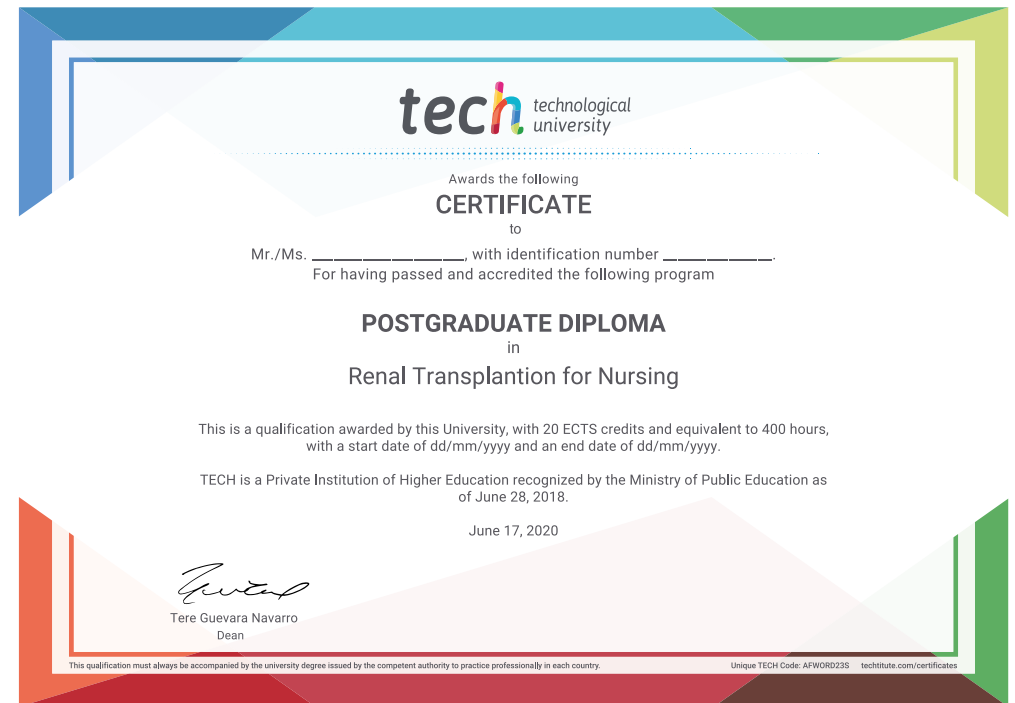 tech technological
university
Awards the following
CERTIFICATE
to
Mr./Ms. _______________, with identification number ___________.
For having passed and accredited the following program
POSTGRADUATE DIPLOMA
in
Renal Transplantion for Nursing
This is a qualification awarded by this University, with 20 ECTS credits and equivalent to 400 hours,
with a start date of dd/mm/yyyy and an end date of dd/mm/yyyy.
TECH is a Private Institution of Higher Education recognized by the Ministry of Public Education as
of June 28, 2018.
June 17, 2020
Tere Guevara Navarro
Dean
This qualification must always be accompanied by the university degree issued by the competent authority to practice professionally in each country.
Unique TECH Code: AFWORD23S techtitute.com/certificates